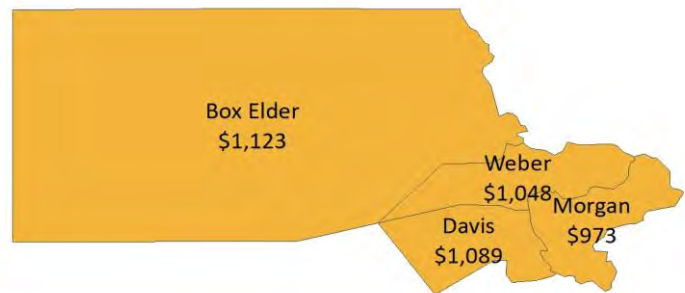 Box Elder
$1,123
Weber
$1,048
Morgan
$973
Davis
$1,089